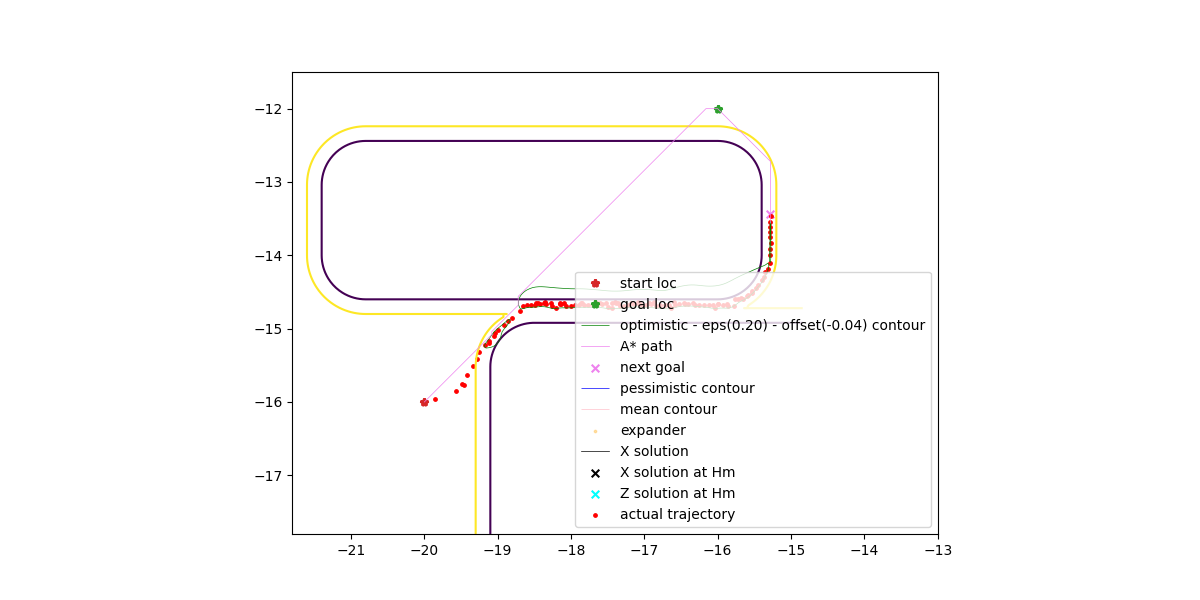 −12
−13
−14
−15
−16
−17
−21
−20
−19
−18
−17
−16
−15
−14
−13
start loc
goal loc
optimistic - eps(0.20) - offset(-0.04) contour
A* path
next goal
pessimistic contour
mean contour
expander
X solution
X solution at Hm
Z solution at Hm
actual trajectory